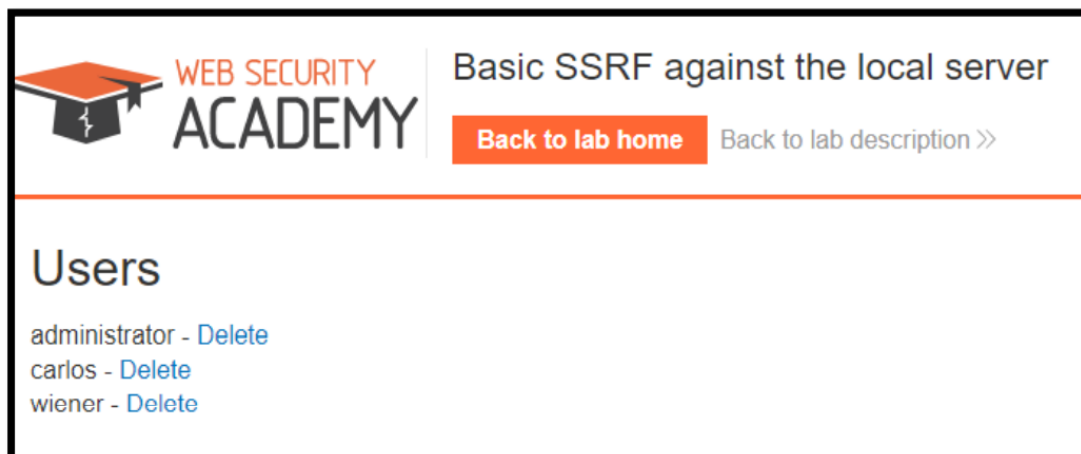 WEB SECURITY
ACADEMY
Basic SSRF against the local server
Back to lab home
Back to lab description >>
Users
administrator - Delete
carlos - Delete
wiener - Delete